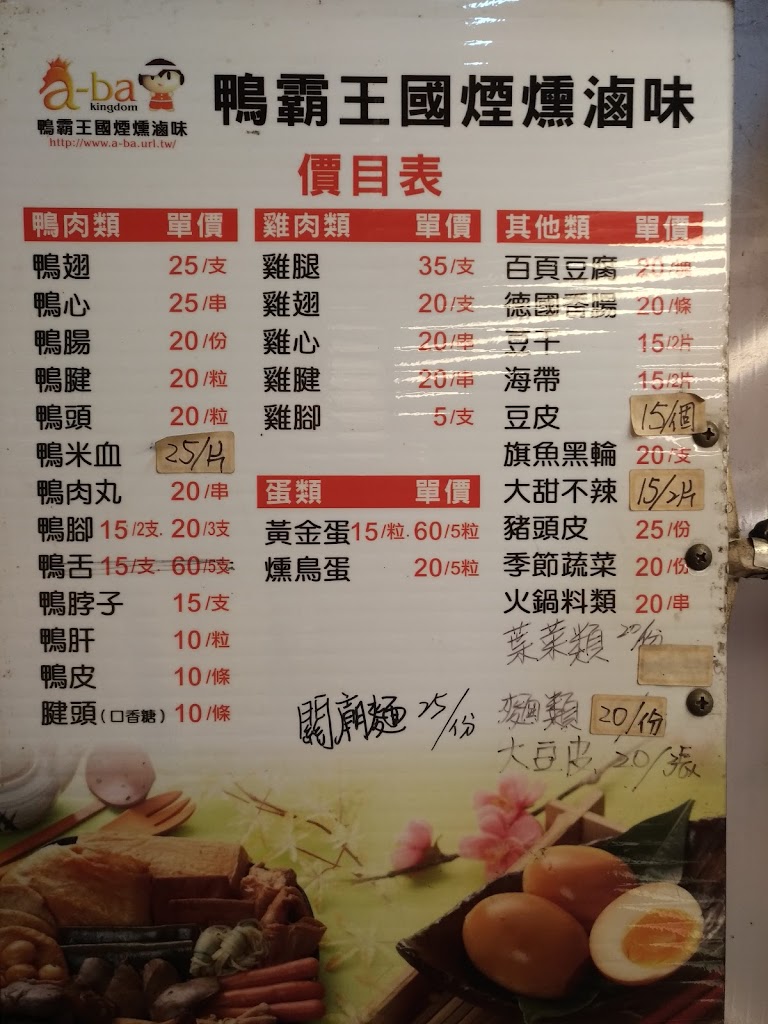 a-ba
kingdom
鴨霸王國煙燻滷味
http://www.a-ba.url.tw/
鴨霸王國煙燻滷味
價目表
鴨肉類 單價
鴨翅 25/支
鴨心 25/串
鴨腸 20/份
鴨腱 20/粒
鴨頭 20/粒
鴨米血 25/片
鴨肉丸 20/串
鴨腳 15/2支. 20/3支
鴨舌 15/支. 60/5支
鴨脖子 15/支
鴨肝 10/粒
鴨皮 10/條
腱頭(口香糖) 10/條
雞肉類 單價
雞腿 35/支
雞翅 20/支
雞心 20/串
雞腱 20/串
雞腳 5/支
蛋類 單價
黃金蛋 15/粒. 60/5粒
燻鳥蛋 20/5粒
關廟麵 25/份
其他類 單價
百頁豆腐 20
德國香腸 20/條
豆干 15/2片
海帶 15/2片
豆皮 15/個
旗魚黑輪 20/支
大甜不辣 15/2片
豬頭皮 25/份
季節蔬菜 20/份
火鍋料類 20/串
葉菜類 20/份
麵類 20/份
大豆皮 20/張